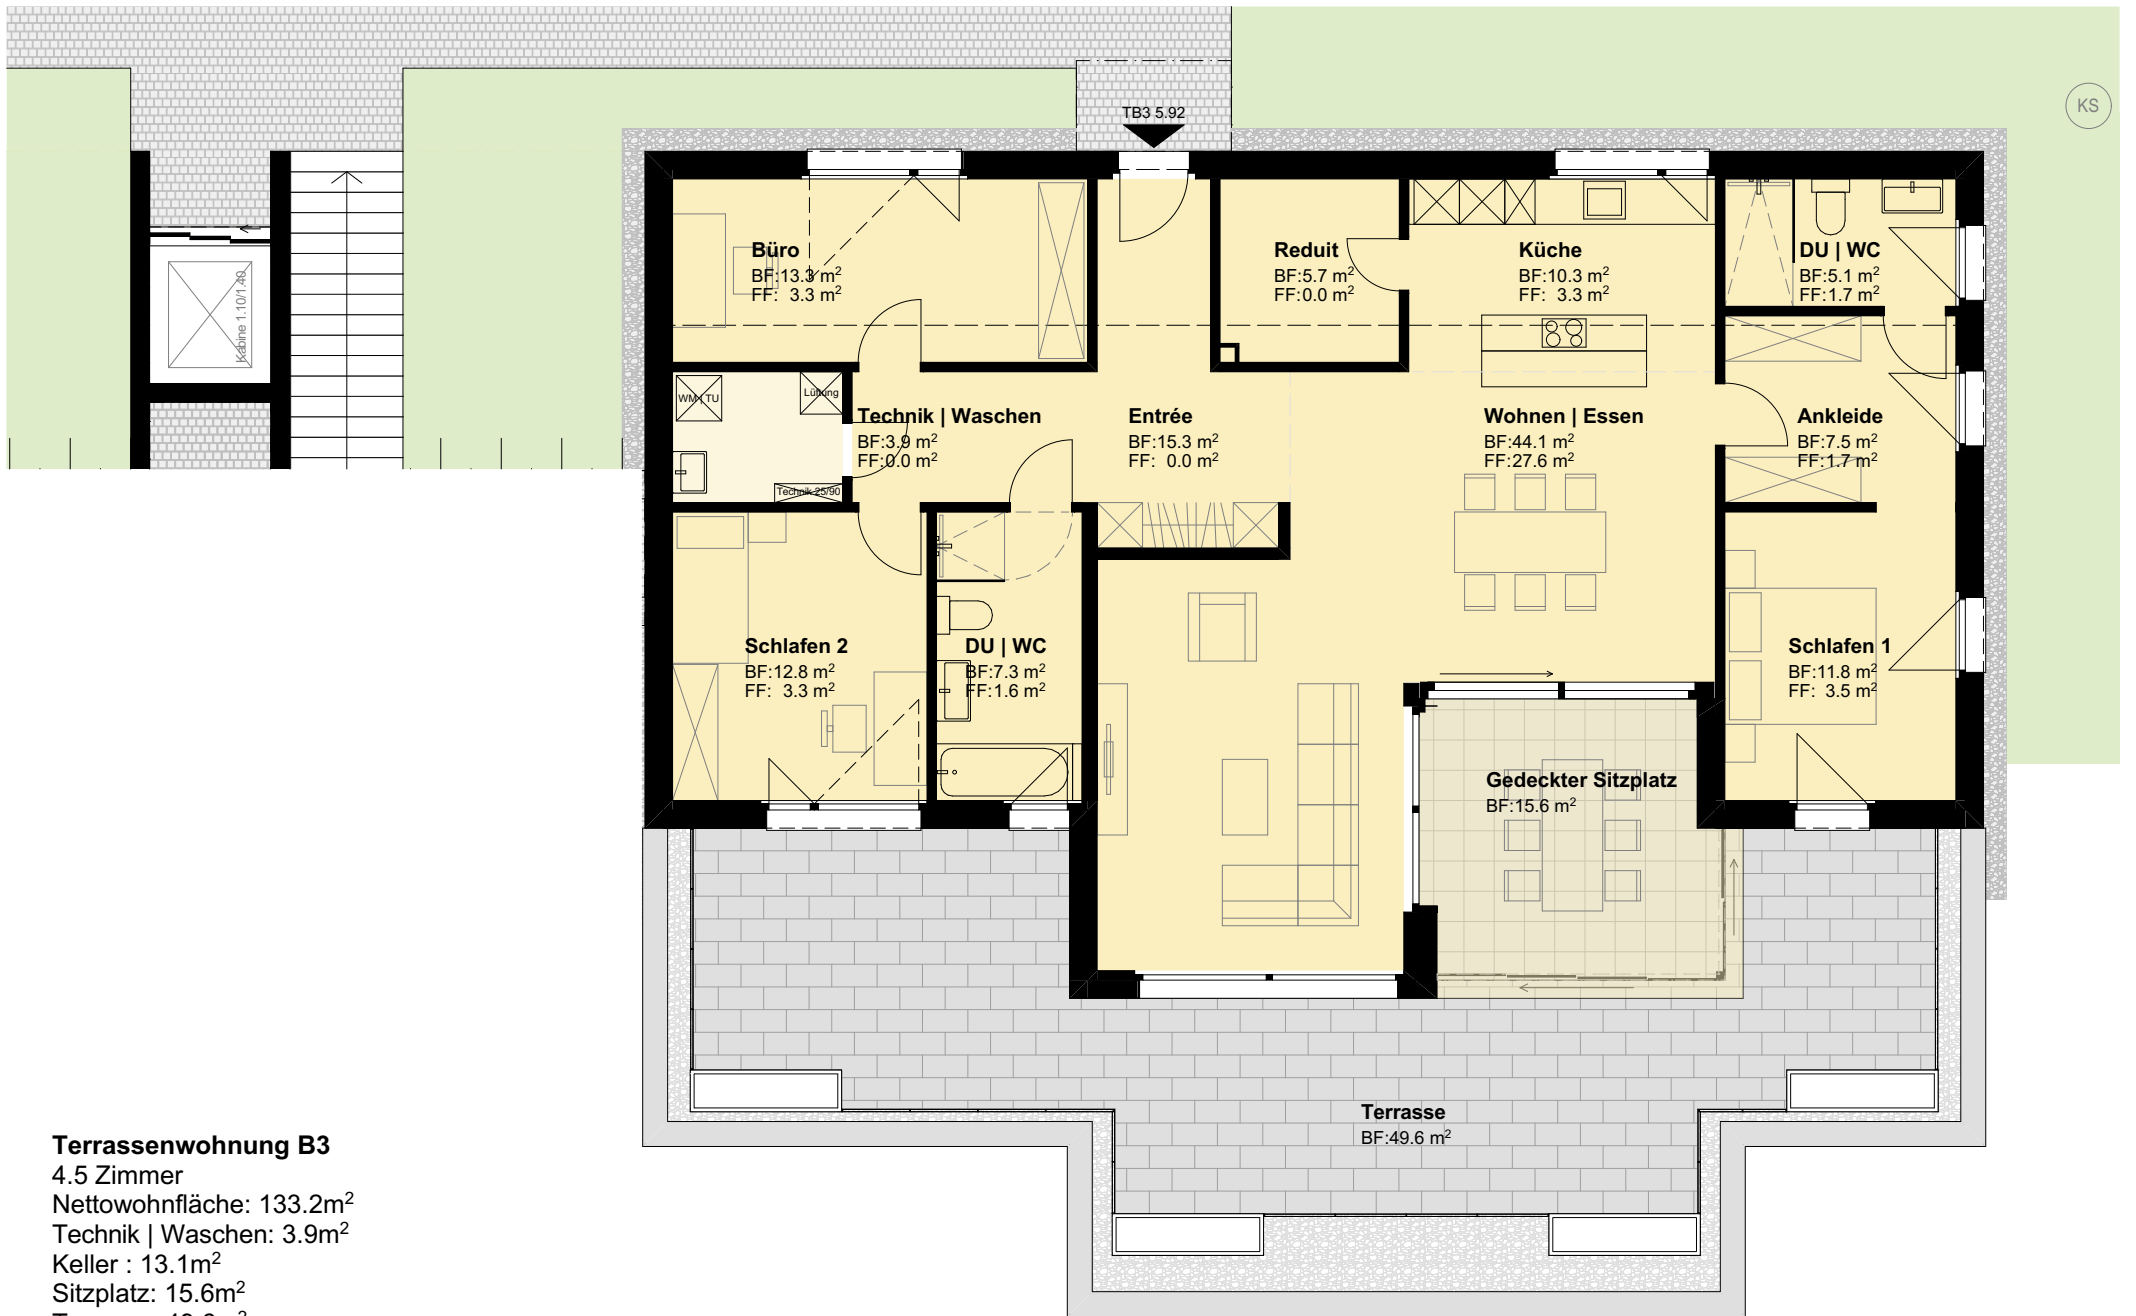 KS
TB3 5.92
Kabine 1.10/1.40
Büro
BF:13.3 m²
FF: 3.3 m²
Reduit
BF:5.7 m²
FF:0.0 m²
Küche
BF:10.3 m²
FF: 3.3 m²
DU | WC
BF:5.1 m²
FF:1.7 m²
WM | TU
Lüftung
Technik 25/90
Technik | Waschen
BF:3.9 m²
FF:0.0 m²
Entrée
BF:15.3 m²
FF: 0.0 m²
Wohnen | Essen
BF:44.1 m²
FF:27.6 m²
Ankleide
BF:7.5 m²
FF:1.7 m²
Schlafen 2
BF:12.8 m²
FF: 3.3 m²
DU | WC
BF:7.3 m²
FF:1.6 m²
Schlafen 1
BF:11.8 m²
FF: 3.5 m²
Gedeckter Sitzplatz
BF:15.6 m²
Terrasse
BF:49.6 m²
Terrassenwohnung B3
4.5 Zimmer
Nettowohnfläche: 133.2m²
Technik | Waschen: 3.9m²
Keller : 13.1m²
Sitzplatz: 15.6m²